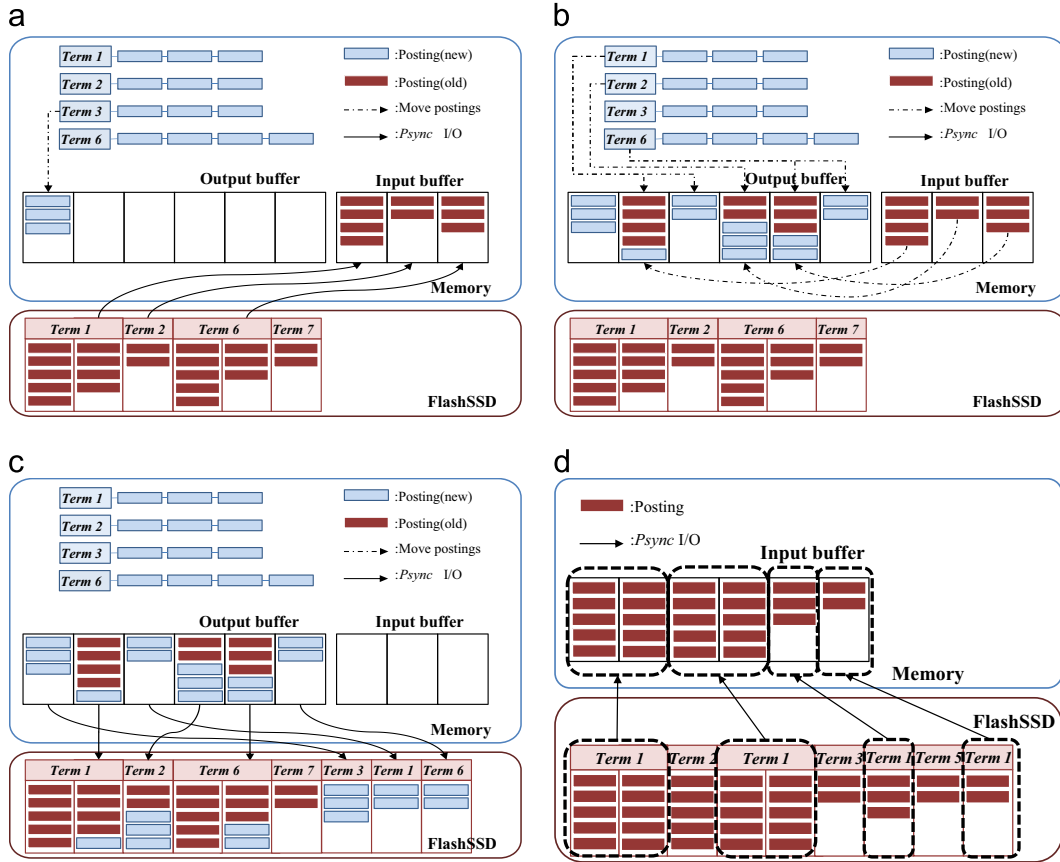 a
Term 1
:Posting(new)
Term 2
:Posting(old)
Term 3
:Move postings
Term 6
:Psync I/O
Output buffer
Input buffer
Memory
Term 1 Term 2 Term 6 Term 7
FlashSSD
b
Term 1
:Posting(new)
Term 2
:Posting(old)
Term 3
:Move postings
Term 6
:Psync I/O
Output buffer
Input buffer
Memory
Term 1 Term 2 Term 6 Term 7
FlashSSD
c
Term 1
:Posting(new)
Term 2
:Posting(old)
Term 3
:Move postings
Term 6
:Psync I/O
Output buffer
Input buffer
Memory
Term 1 Term 2 Term 6 Term 7 Term 3 Term 1 Term 6
FlashSSD
d
:Posting
:Psync I/O
Input buffer
Memory
FlashSSD
Term 1 Term 2 Term 1 Term 3 Term 1 Term 5 Term 1